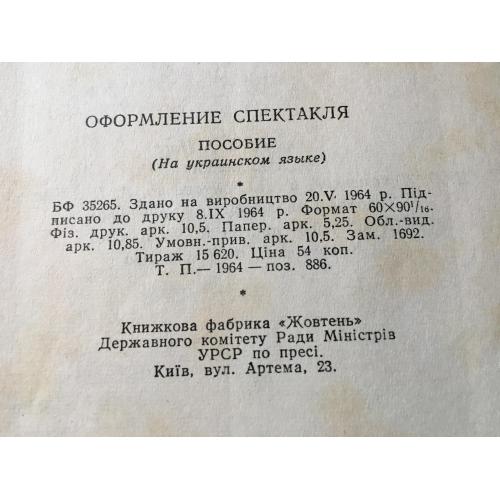 ОФОРМЛЕНИЕ СПЕКТАКЛЯ
ПОСОБИЕ
(На украинском языке)
*
БФ 35265. Здано на виробництво 20.V. 1964 р. Під-
писано до друку 8.IX 1964 р. Формат 60×90¹/₁₆.
Фіз. друк. арк. 10,5. Папер. арк. 5,25. Обл.-вид.
арк. 10,85. Умовн.-прив. арк. 10,5. Зам. 1692.
Тираж 15 620. Ціна 54 коп.
Т. П.— 1964 — поз. 886.
*
Книжкова фабрика «Жовтень»
Державного комітету Ради Міністрів
УРСР по пресі.
Київ, вул. Артема, 23.